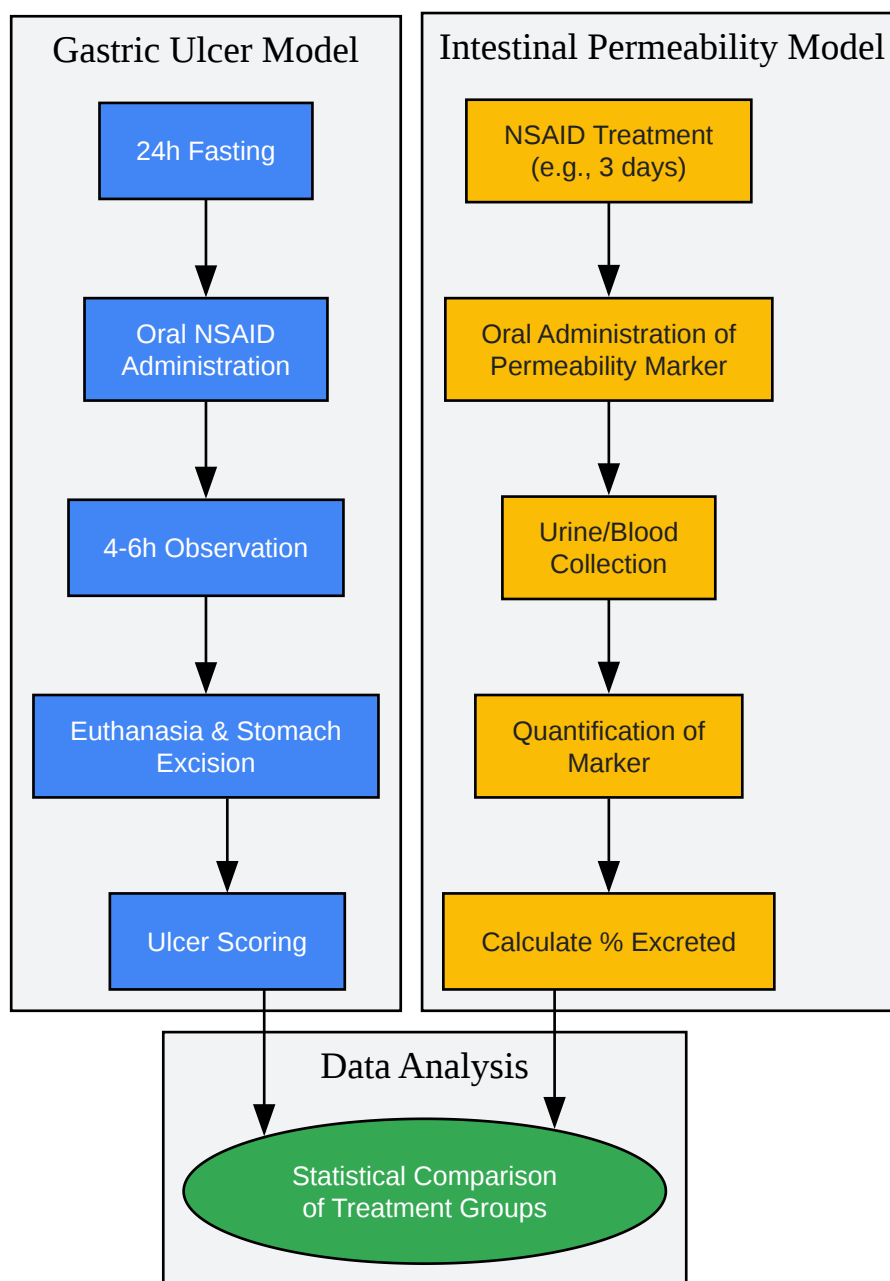 Gastric Ulcer Model
24h Fasting
Oral NSAID
Administration
4-6h Observation
Euthanasia & Stomach
Excision
Ulcer Scoring
Intestinal Permeability Model
NSAID Treatment
(e.g., 3 days)
Oral Administration of
Permeability Marker
Urine/Blood
Collection
Quantification of
Marker
Calculate % Excreted
Data Analysis
Statistical Comparison
of Treatment Groups